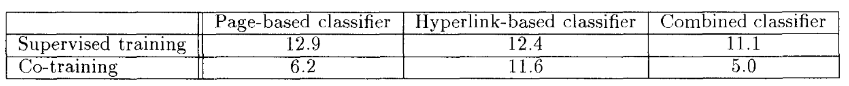 Page-based classifier Hyperlink-based classifier Combined classifier
Supervised training 12.9 12.4 11.1
Co-training 6.2 11.6 5.0